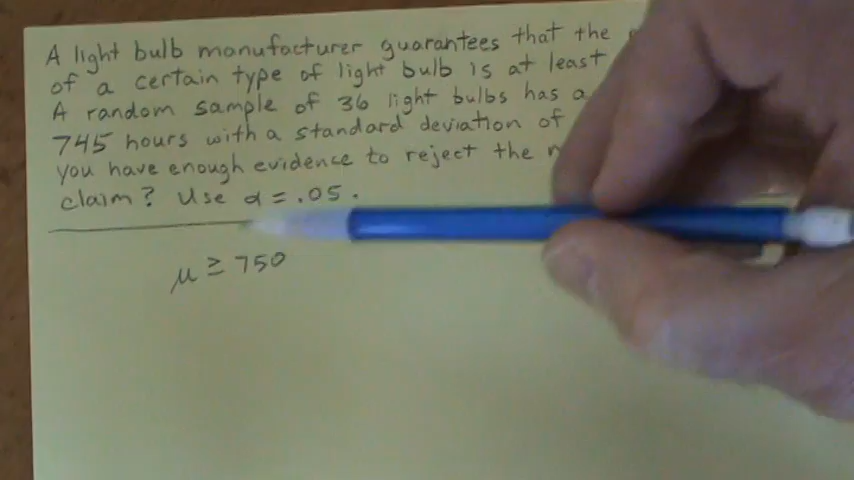 A light bulb manufacturer guarantees that the
of a certain type of light bulb is at least
A random sample of 36 light bulbs has a
745 hours with a standard deviation of
you have enough evidence to reject the
claim? Use α = .05.
μ ≥ 750